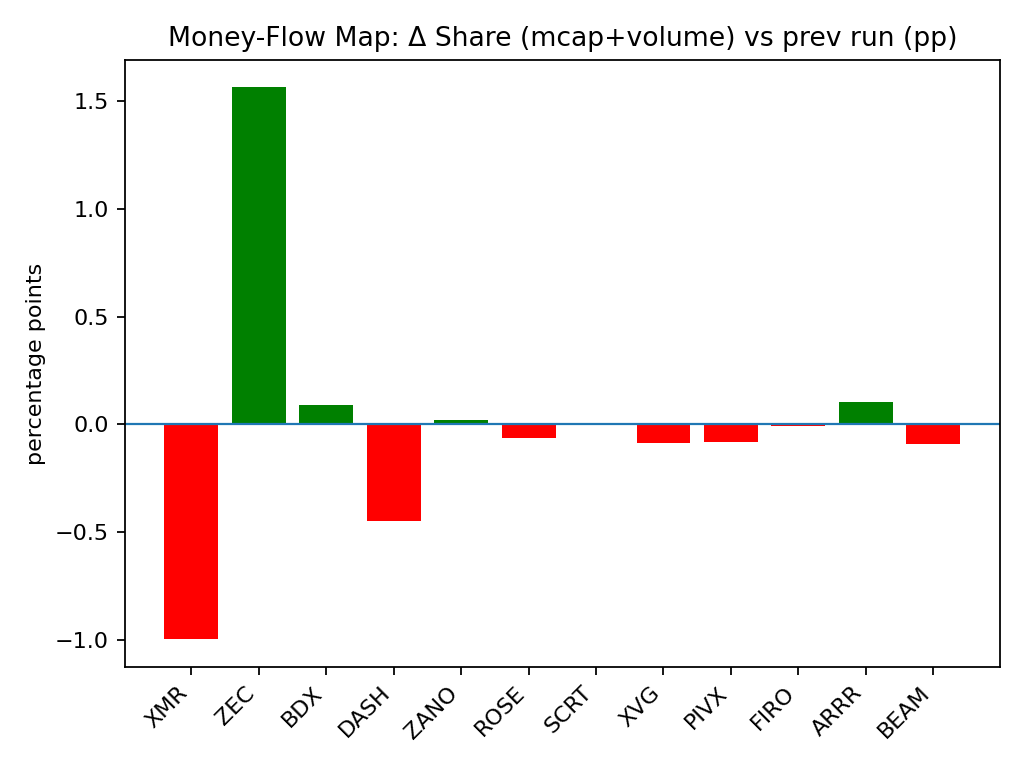 Money-Flow Map: Δ Share (mcap+volume) vs prev run (pp)
percentage points
1.5
1.0
0.5
0.0
−0.5
−1.0
XMR
ZEC
BDX
DASH
ZANO
ROSE
SCRT
XVG
PIVX
FIRO
ARRR
BEAM